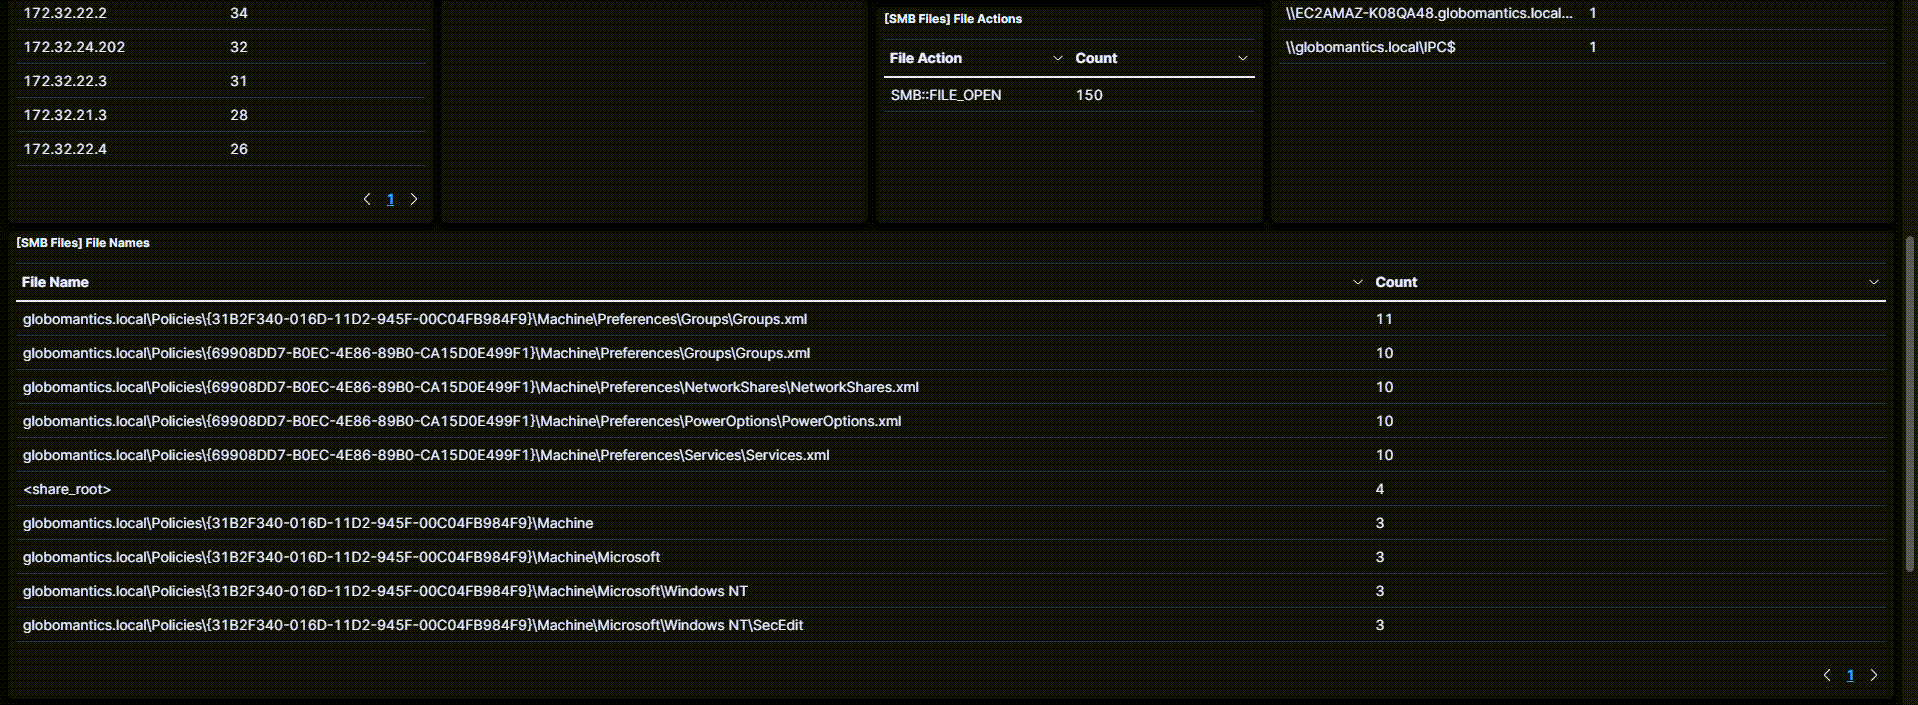 172.32.22.2 34
172.32.24.202 32
172.32.22.3 31
172.32.21.3 28
172.32.22.4 26
1
[SMB Files] File Actions
File Action Count
SMB::FILE_OPEN 150
\\EC2AMAZ-K08QA48.globomantics.local... 1
\\globomantics.local\IPC$ 1
[SMB Files] File Names
File Name Count
globomantics.local\Policies\{31B2F340-016D-11D2-945F-00C04FB984F9}\Machine\Preferences\Groups\Groups.xml 11
globomantics.local\Policies\{69908DD7-B0EC-4E86-89B0-CA15D0E499F1}\Machine\Preferences\Groups\Groups.xml 10
globomantics.local\Policies\{69908DD7-B0EC-4E86-89B0-CA15D0E499F1}\Machine\Preferences\NetworkShares\NetworkShares.xml 10
globomantics.local\Policies\{69908DD7-B0EC-4E86-89B0-CA15D0E499F1}\Machine\Preferences\PowerOptions\PowerOptions.xml 10
globomantics.local\Policies\{69908DD7-B0EC-4E86-89B0-CA15D0E499F1}\Machine\Preferences\Services\Services.xml 10
<share_root> 4
globomantics.local\Policies\{31B2F340-016D-11D2-945F-00C04FB984F9}\Machine 3
globomantics.local\Policies\{31B2F340-016D-11D2-945F-00C04FB984F9}\Machine\Microsoft 3
globomantics.local\Policies\{31B2F340-016D-11D2-945F-00C04FB984F9}\Machine\Microsoft\Windows NT 3
globomantics.local\Policies\{31B2F340-016D-11D2-945F-00C04FB984F9}\Machine\Microsoft\Windows NT\SecEdit 3
1